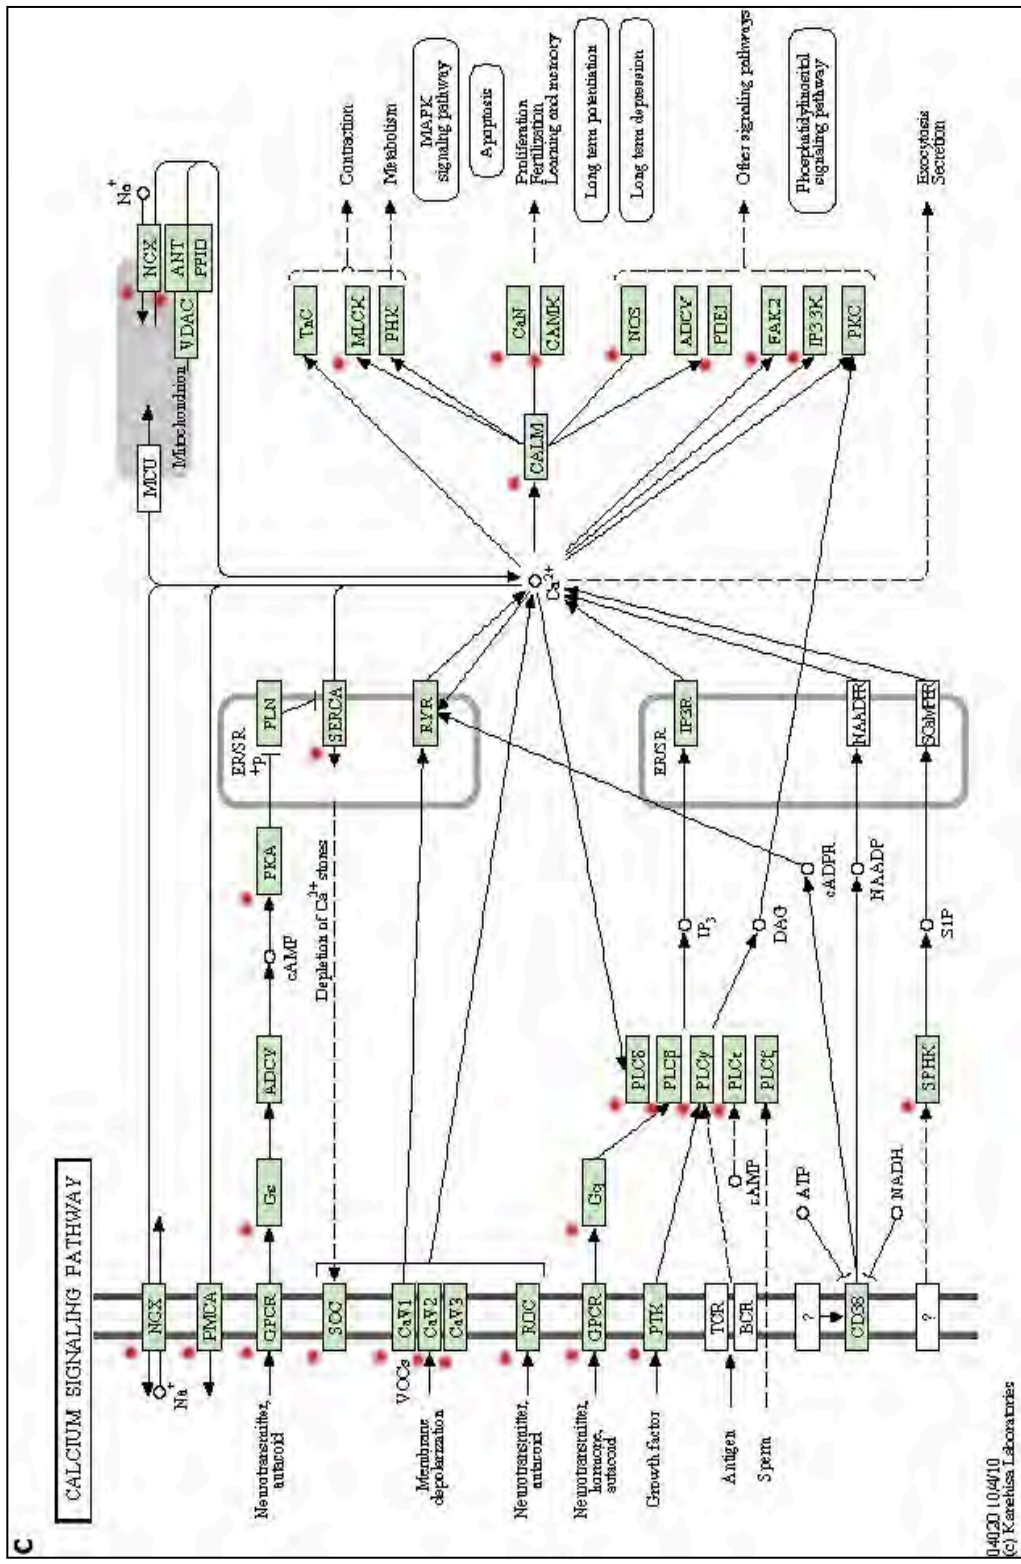 C
CALCIUM SIGNALING PATHWAY
NCX
Na+
PMCA
Neurotransmitter,
autacoid
GPCR
Gs
ADCY
cAMP
PKA
ER/SR
+P
PLN
SERCA
Depletion of Ca2+ stores
SOC
VOCs
CaV1
CaV2
CaV3
Membrane
depolarization
RYR
Neurotransmitter,
autacoid
ROC
Neurotransmitter,
hormone,
autacoid
GPCR
Gq
PLCδ
PLCβ
PLCγ
PLCε
PLCζ
Growth factor
PTK
Antigen
TCR
BCR
Sperm
cAMP
IP3
DAG
ER/SR
IP3R
ATP
?
CD38
NADH
cADPR
NAADP
NAADPR
?
SPHK
S1P
SCaMPER
Ca2+
MCU
Mitochondrion
NCX
Na+
VDAC
ANT
PPID
TnC
MLCK
PHK
CALM
CaN
CAMK
NOS
ADCY
PDE1
FAK2
IP3 3K
PKC
Contraction
Metabolism
MAPK
signaling pathway
Apoptosis
Proliferation
Fertilization
Learning and memory
Long term potentiation
Long term depression
Other signaling pathways
Phosphatidylinositol
signaling pathway
Exocytosis
Secretion
04020 10/4/10
(c) Kanehisa Laboratories